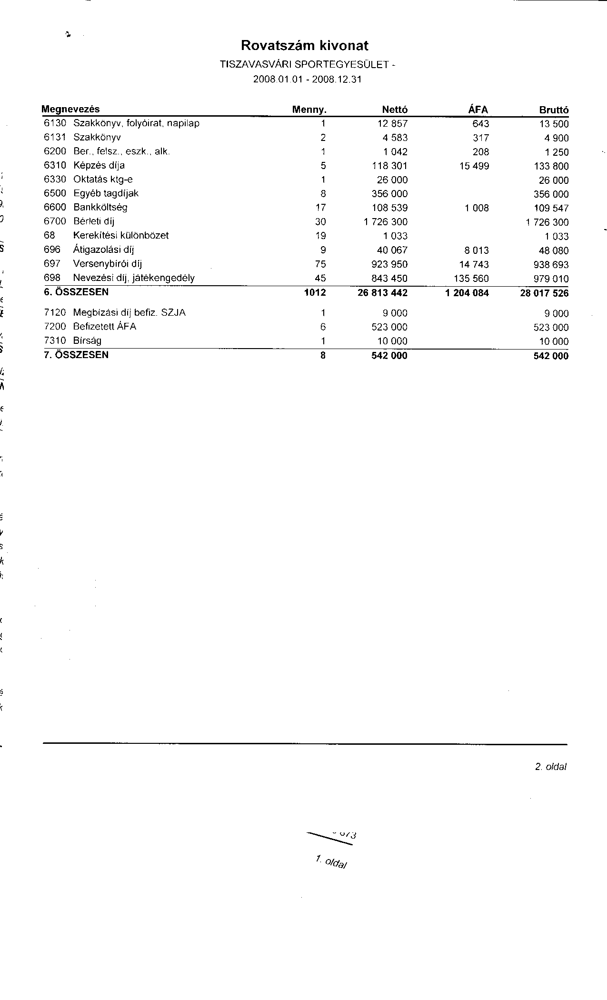 Rovatszám kivonat
TISZAVASVÁRI SPORTEGYESÜLET -
2008.01.01 - 2008.12.31
Megnevezés Menny. Nettó ÁFA Bruttó
6130 Szakkönyv, folyóirat, napilap 1 12 857 643 13 500
6131 Szakkönyv 2 4 583 317 4 900
6200 Ber., felsz., eszk., alk. 1 1 042 208 1 250
6310 Képzés díja 5 118 301 15 499 133 800
6330 Oktatás ktg-e 1 26 000 26 000
6500 Egyéb tagdíjak 8 356 000 356 000
6600 Bankköltség 17 108 539 1 008 109 547
6700 Bérleti díj 30 1 726 300 1 726 300
68 Kerekítési különbözet 19 1 033 1 033
696 Átigazolási díj 9 40 067 8 013 48 080
697 Versenybírói díj 75 923 950 14 743 938 693
698 Nevezési díj, játékengedély 45 843 450 135 560 979 010
6. ÖSSZESEN 1012 26 813 442 1 204 084 28 017 526
7120 Megbízási díj befiz. SZJA 1 9 000 9 000
7200 Befizetett ÁFA 6 523 000 523 000
7310 Bírság 1 10 000 10 000
7. ÖSSZESEN 8 542 000 542 000
2. oldal
1. oldal